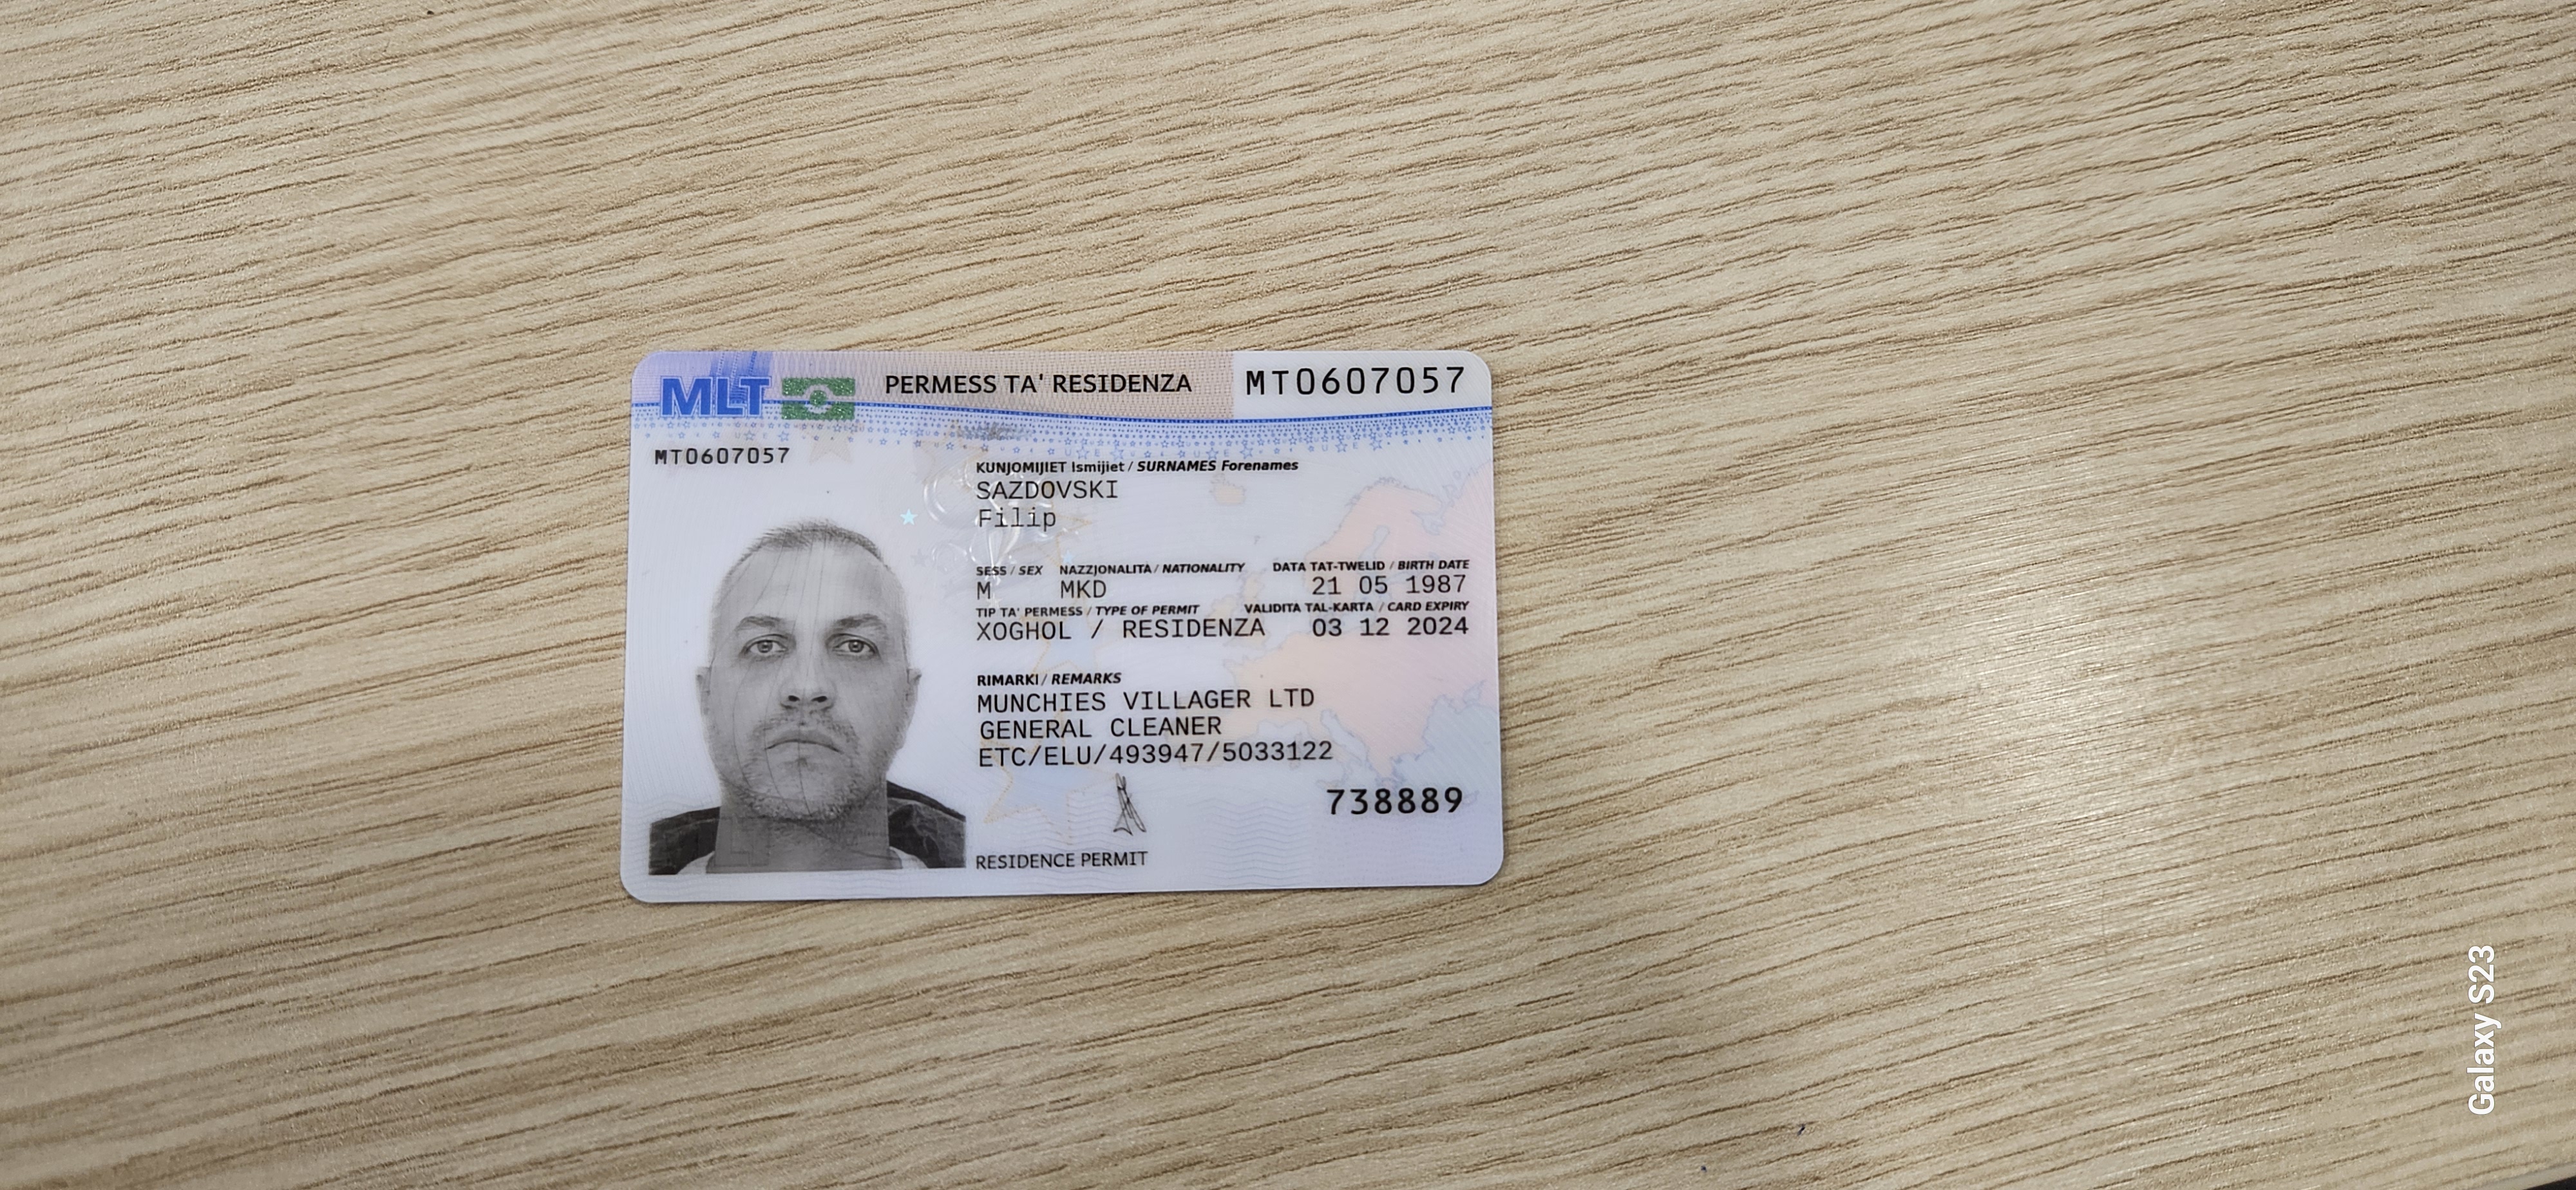 MLT
PERMESS TA' RESIDENZA
MT0607057
MT0607057
KUNJOMIJIET Ismijiet / SURNAMES Forenames
SAZDOVSKI
Filip
SESS / SEX NAZZJONALITA / NATIONALITY DATA TAT-TWELID / BIRTH DATE
M MKD 21 05 1987
TIP TA' PERMESS / TYPE OF PERMIT VALIDITA TAL-KARTA / CARD EXPIRY
XOGHOL / RESIDENZA 03 12 2024
RIMARKI / REMARKS
MUNCHIES VILLAGER LTD
GENERAL CLEANER
ETC/ELU/493947/5033122
738889
RESIDENCE PERMIT
Galaxy S23